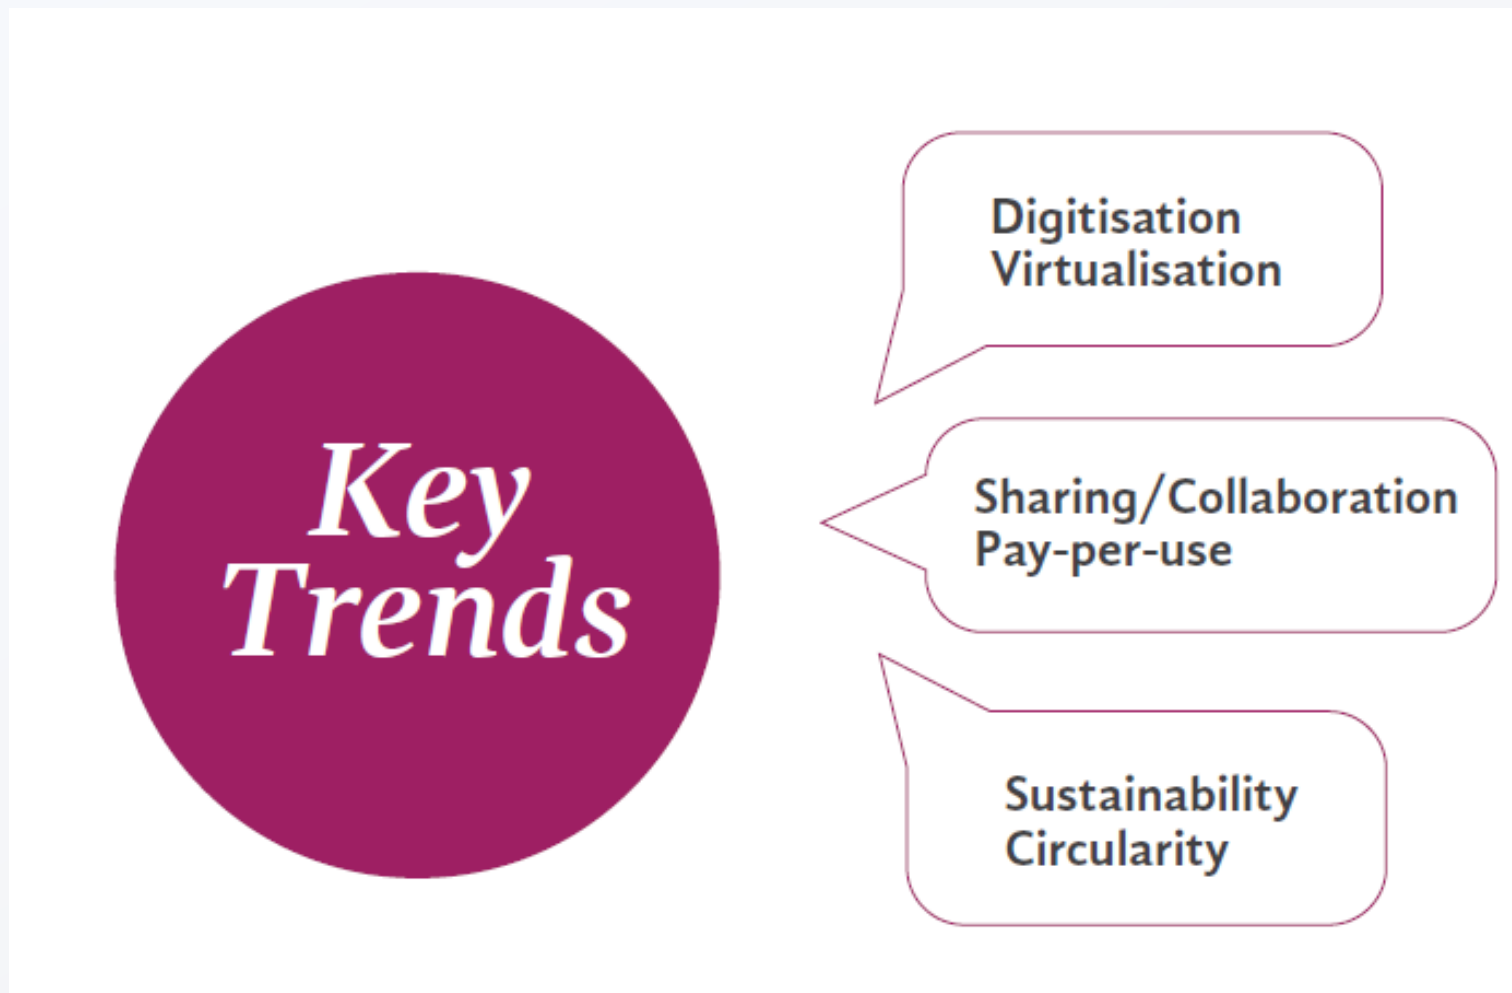 Key
Trends
Digitisation
Virtualisation
Sharing/Collaboration
Pay-per-use
Sustainability
Circularity